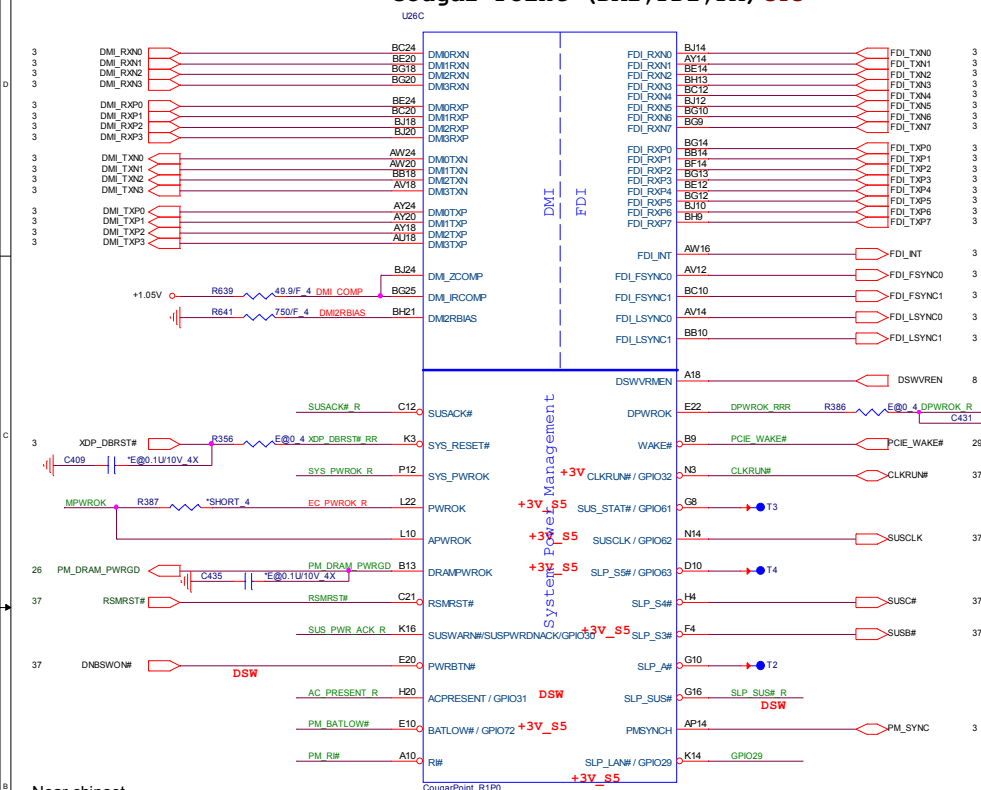 U26C
3 DMI_RXN0 BC24 DMI0RXN FDI_RXN0 BJ14 FDI_TXN0 3
3 DMI_RXN1 BE20 DMI1RXN FDI_RXN1 AY14 FDI_TXN1 3
3 DMI_RXN2 BG18 DMI2RXN FDI_RXN2 BE14 FDI_TXN2 3
3 DMI_RXN3 BG20 DMI3RXN FDI_RXN3 BH13 FDI_TXN3 3
FDI_RXN4 BC12 FDI_TXN4 3
3 DMI_RXP0 BE24 DMI0RXP FDI_RXN5 BJ12 FDI_TXN5 3
3 DMI_RXP1 BC20 DMI1RXP FDI_RXN6 BG10 FDI_TXN6 3
3 DMI_RXP2 BJ18 DMI2RXP FDI_RXN7 BG9 FDI_TXN7 3
3 DMI_RXP3 BJ20 DMI3RXP
FDI_RXP0 BG14 FDI_TXP0 3
3 DMI_TXN0 AW24 DMI0TXN FDI_RXP1 BB14 FDI_TXP1 3
3 DMI_TXN1 AW20 DMI1TXN FDI_RXP2 BF14 FDI_TXP2 3
3 DMI_TXN2 BB18 DMI2TXN FDI_RXP3 BG13 FDI_TXP3 3
3 DMI_TXN3 AV18 DMI3TXN FDI_RXP4 BE12 FDI_TXP4 3
FDI_RXP5 BG12 FDI_TXP5 3
3 DMI_TXP0 AY24 DMI0TXP FDI_RXP6 BJ10 FDI_TXP6 3
3 DMI_TXP1 AY20 DMI1TXP FDI_RXP7 BH9 FDI_TXP7 3
3 DMI_TXP2 AY18 DMI2TXP
3 DMI_TXP3 AU18 DMI3TXP
DMI
FDI
FDI_INT AW16 FDI_INT 3
BJ24 DMI_ZCOMP FDI_FSYNC0 AV12 FDI_FSYNC0 3
+1.05V R639 49.9/F_4 DMI_COMP BG25 DMI_IRCOMP FDI_FSYNC1 BC10 FDI_FSYNC1 3
R641 750/F_4 DMI2RBIAS BH21 DMI2RBIAS FDI_LSYNC0 AV14 FDI_LSYNC0 3
FDI_LSYNC1 BB10 FDI_LSYNC1 3
DSWVRMEN A18 DSWVREN 8
System Power Management
D
C
B
SUSACK#_R C12 SUSACK# DPWROK E22 DPWROK_RRR R386 E@0_4 DPWROK_R
C431
3 XDP_DBRST# R356 E@0_4 XDP_DBRST#_RR K3 SYS_RESET# WAKE# B9 PCIE_WAKE# PCIE_WAKE# 29
C409 *E@0.1U/10V_4X
SYS_PWROK_R P12 SYS_PWROK +3V CLKRUN# / GPIO32 N3 CLKRUN# CLKRUN# 37
MPWROK R387 *SHORT_4 EC_PWROK_R L22 PWROK +3V_S5 SUS_STAT# / GPIO61 G8 T3
L10 APWROK +3V_S5 SUSCLK / GPIO62 N14 SUSCLK 37
26 PM_DRAM_PWRGD PM_DRAM_PWRGD B13 DRAMPWROK +3V_S5 SLP_S5# / GPIO63 D10 T4
C435 *E@0.1U/10V_4X
37 RSMRST# RSMRST# C21 RSMRST# SLP_S4# H4 SUSC# 37
SUS_PWR_ACK_R K16 SUSWARN#/SUSPWRDNACK/GPIO30 +3V_S5 SLP_S3# F4 SUSB# 37
37 DNBSWON# DSW E20 PWRBTN# SLP_A# G10 T2
AC_PRESENT_R H20 ACPRESENT / GPIO31 DSW SLP_SUS# G16 SLP_SUS#_R
DSW
PM_BATLOW# E10 BATLOW# / GPIO72 +3V_S5 PMSYNCH AP14 PM_SYNC 3
PM_RI# A10 RI# SLP_LAN# / GPIO29 K14 GPIO29
+3V_S5
CougarPoint_R1P0